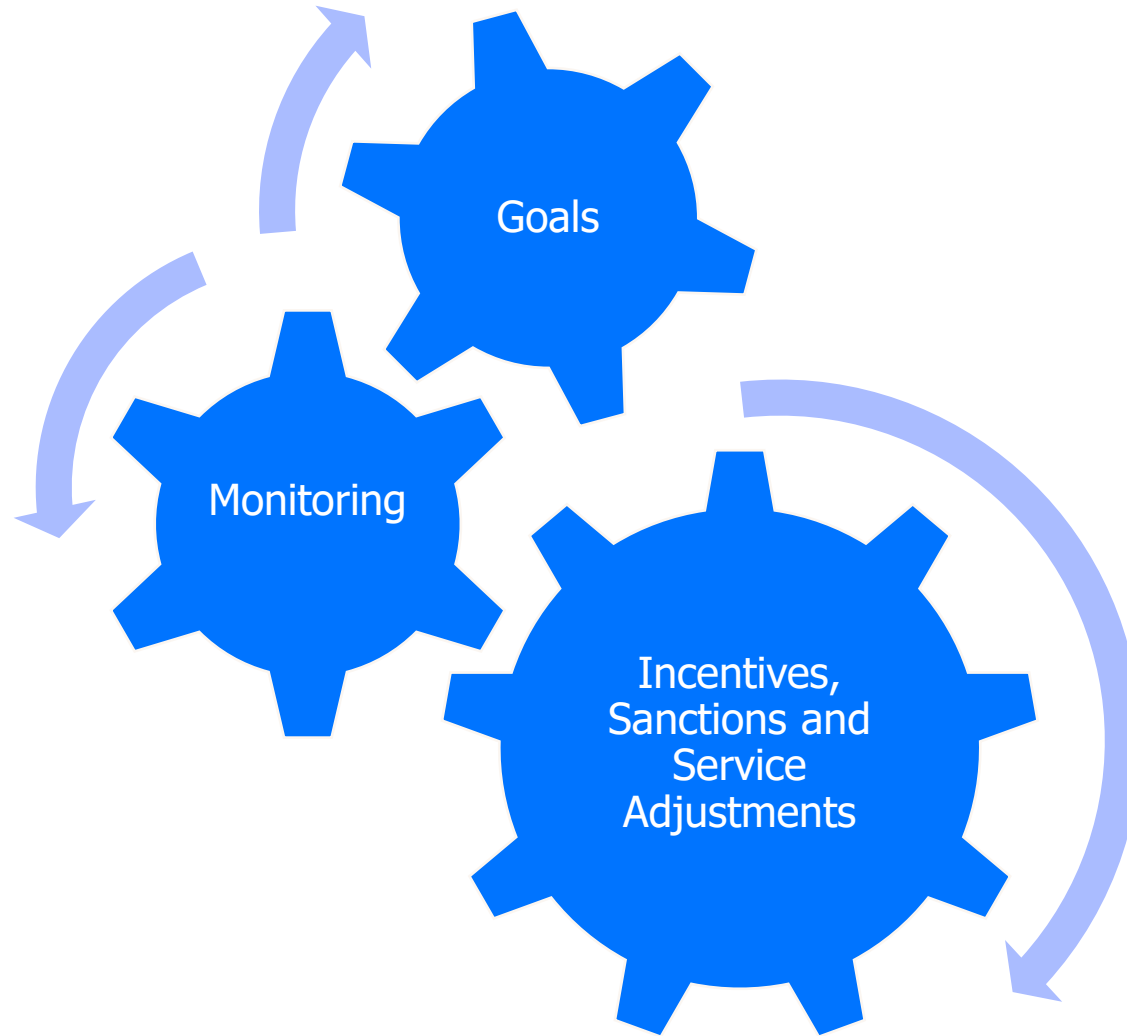 Goals
Monitoring
Incentives,
Sanctions and
Service
Adjustments